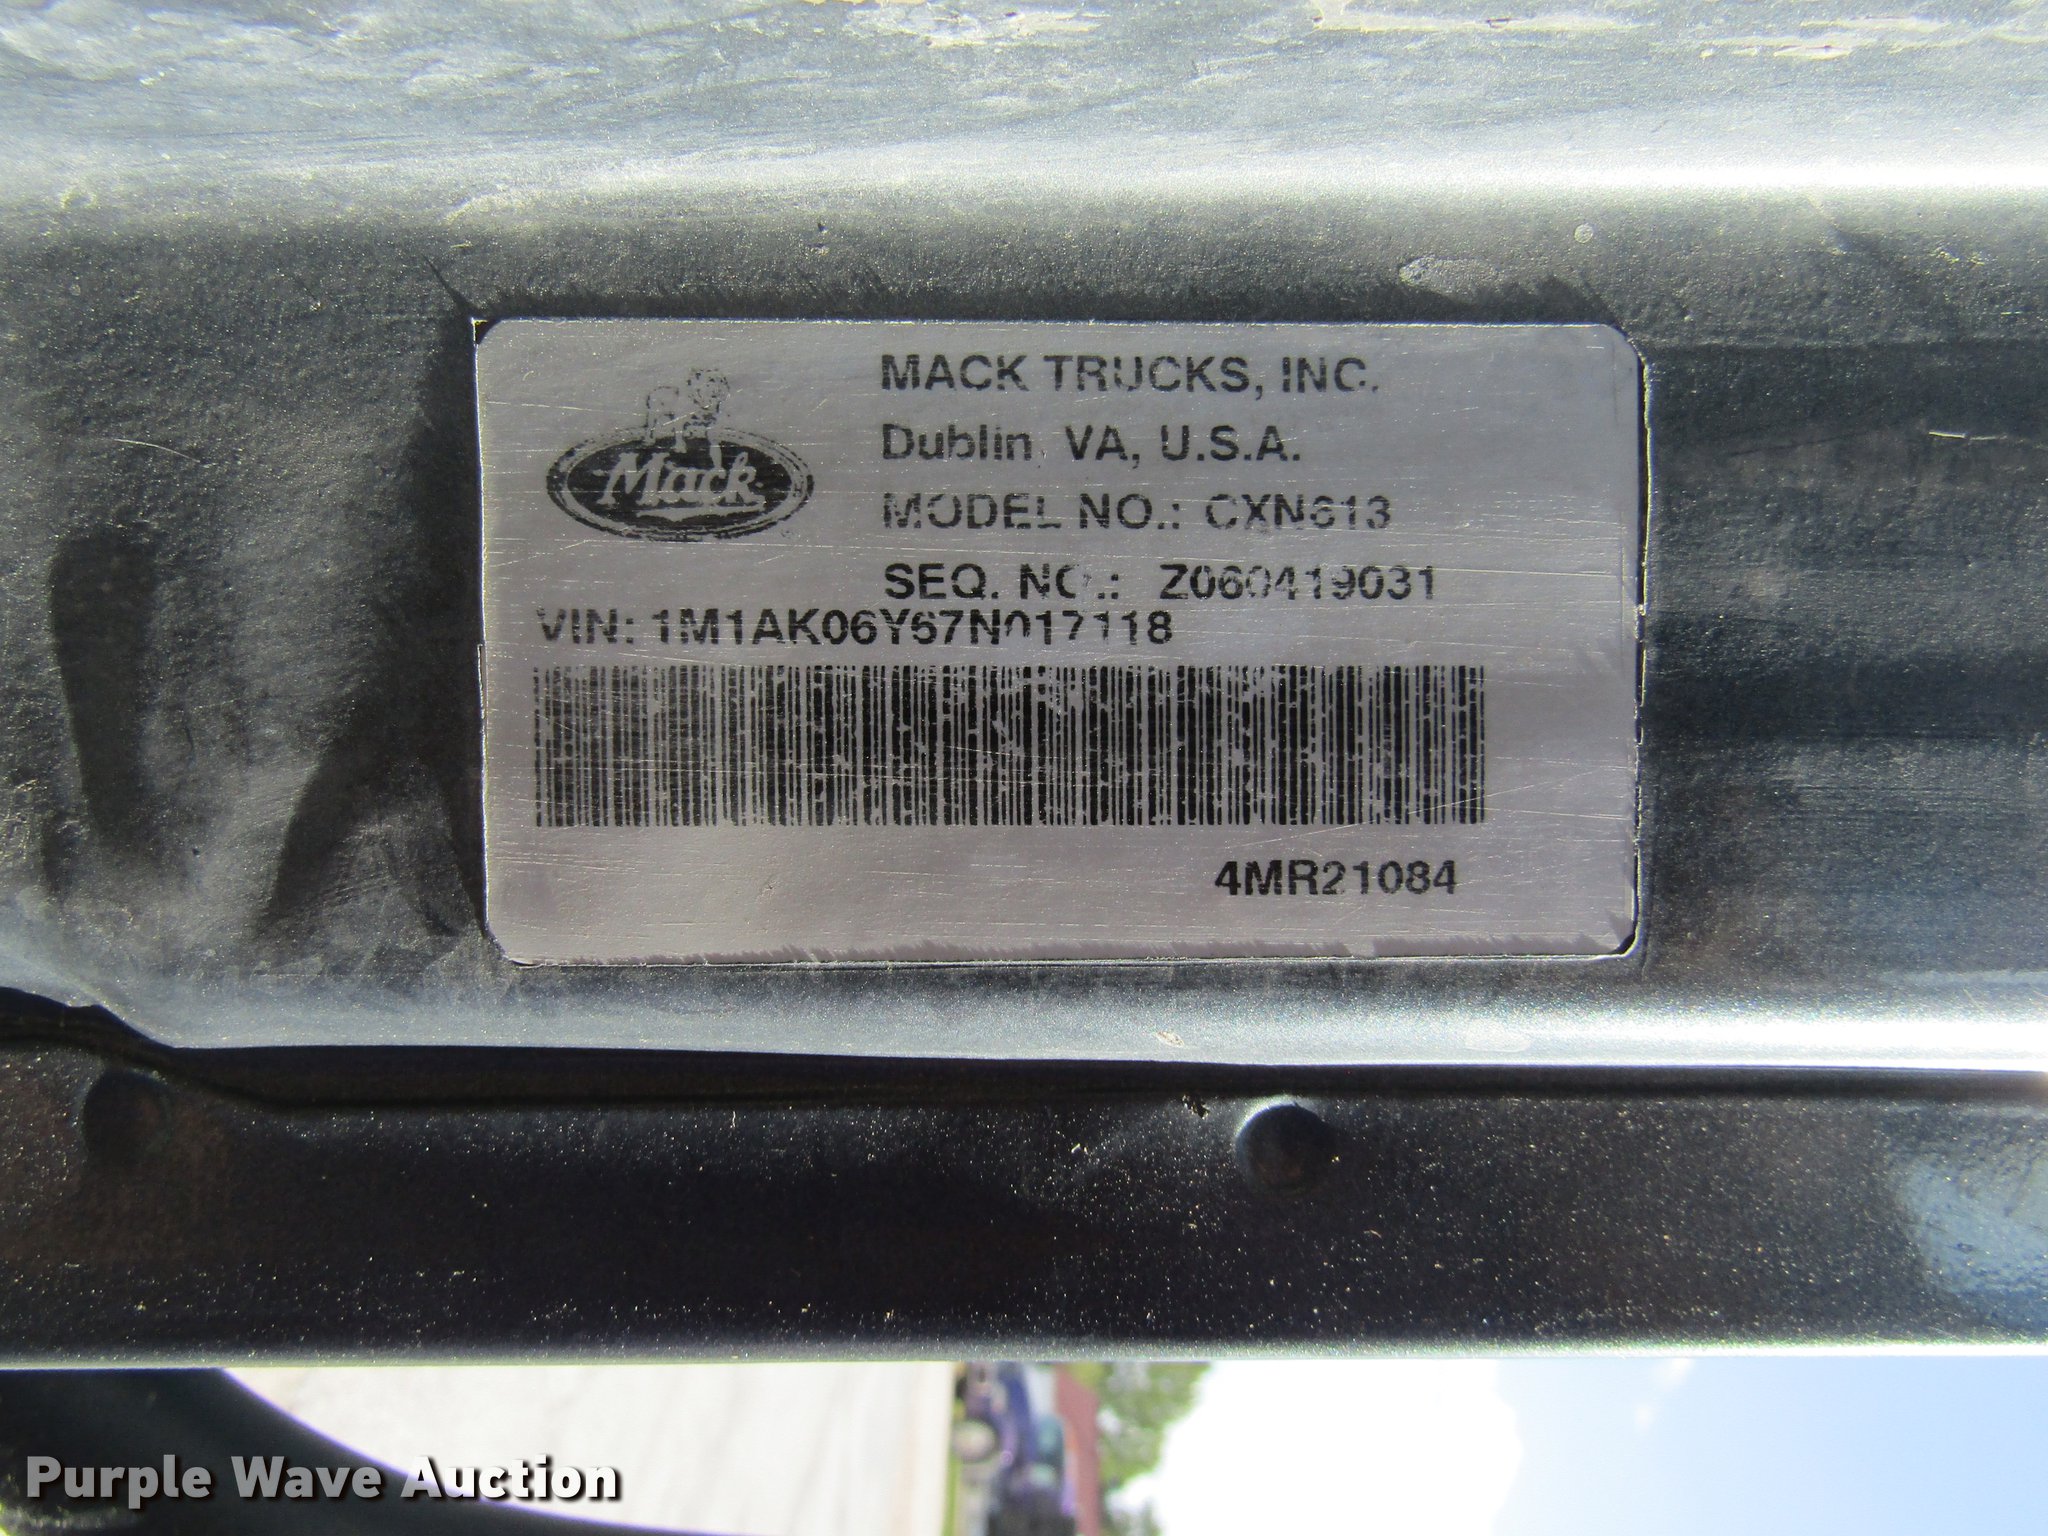 MACK TRUCKS, INC.
Dublin, VA, U.S.A.
Mack
MODEL NO.: CXN613
SEQ. NO.: Z060419031
VIN: 1M1AK06Y67N017118
4MR21084
Purple Wave Auction